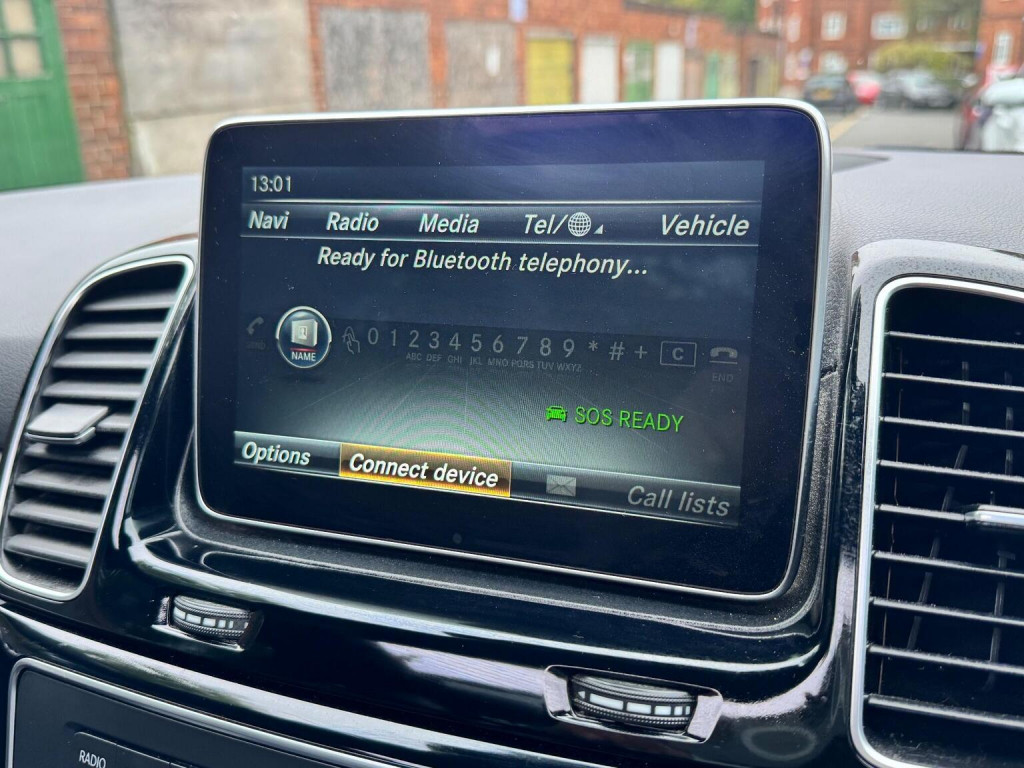 13:01
Navi Radio Media Tel/ Vehicle
Ready for Bluetooth telephony...
NAME 0 1 2 3 4 5 6 7 8 9 * # + C
ABC DEF GHI JKL MNO PQRS TUV WXYZ
END
SOS READY
Options Connect device Call lists
RADIO